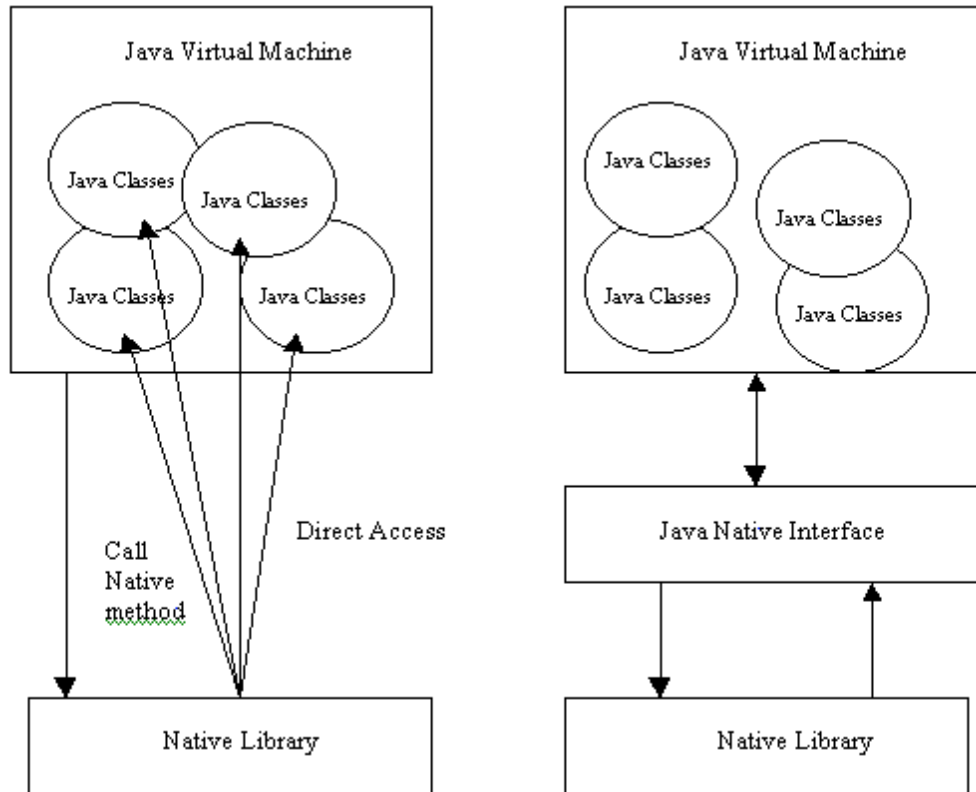 Java Virtual Machine
Java Classes
Java Classes
Java Classes
Java Classes
Call
Native
method
Direct Access
Native Library
Java Virtual Machine
Java Classes
Java Classes
Java Classes
Java Classes
Java Native Interface
Native Library